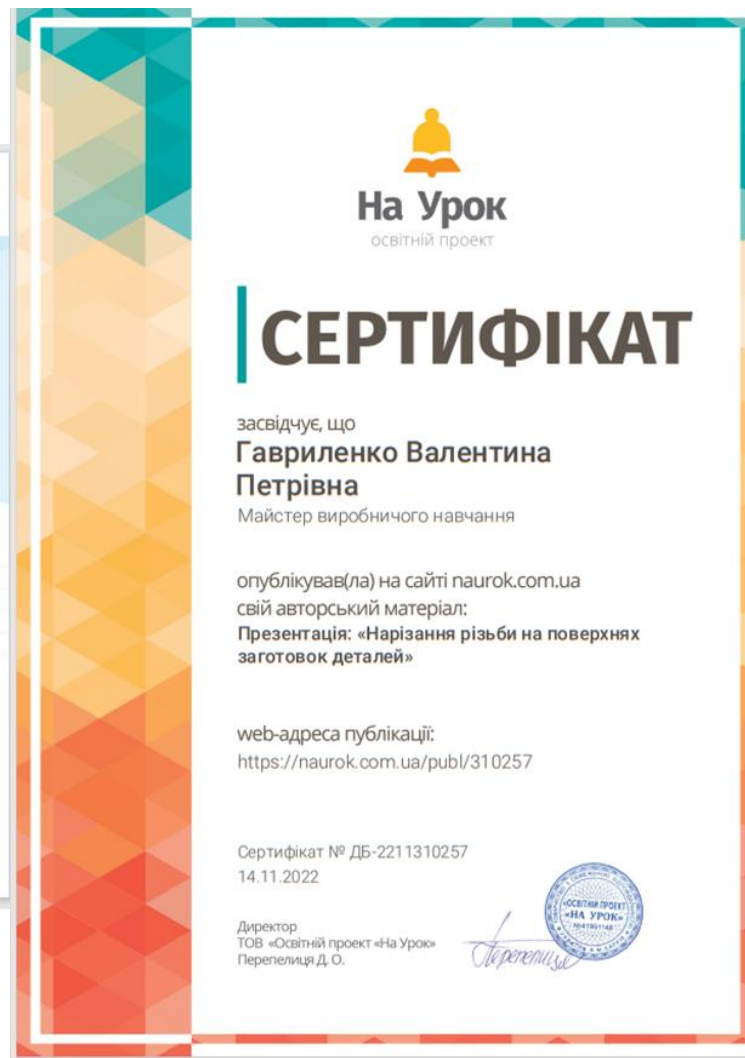 На Урок
освітній проект
СЕРТИФІКАТ
засвідчує, що
Гавриленко Валентина
Петрівна
Майстер виробничого навчання
опублікував(ла) на сайті naurok.com.ua
свій авторський матеріал:
Презентація: «Нарізання різьби на поверхнях
заготовок деталей»
web-адреса публікації:
https://naurok.com.ua/publ/310257
Сертифікат № ДБ-2211310257
14.11.2022
Директор
ТОВ «Освітній проект «На Урок»
Перепелиця Д. О.
Перепелиця
«ОСВІТНІЙ ПРОЕКТ
«НА УРОК»